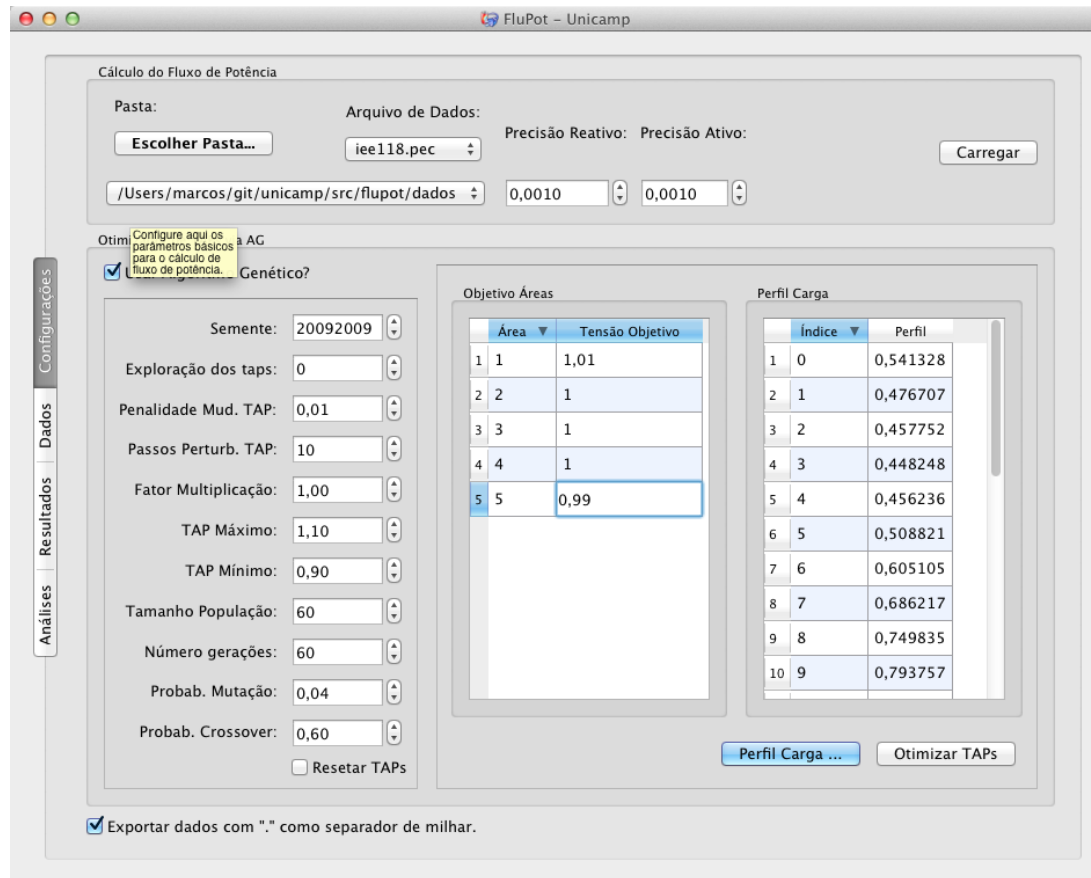 FluPot – Unicamp
Cálculo do Fluxo de Potência
Pasta:
Arquivo de Dados:
Precisão Reativo:
Precisão Ativo:
Escolher Pasta...
iee118.pec
Carregar
/Users/marcos/git/unicamp/src/flupot/dados
0,0010
0,0010
Configure aqui os
parâmetros básicos
para o cálculo de
fluxo de potência.
a AG
Genético?
Configurações
Dados
Resultados
Análises
Semente: 20092009
Exploração dos taps: 0
Penalidade Mud. TAP: 0,01
Passos Perturb. TAP: 10
Fator Multiplicação: 1,00
TAP Máximo: 1,10
TAP Mínimo: 0,90
Tamanho População: 60
Número gerações: 60
Probab. Mutação: 0,04
Probab. Crossover: 0,60
Resetar TAPs
Objetivo Áreas
Área Tensão Objetivo
1 1 1,01
2 2 1
3 3 1
4 4 1
5 5 0,99
Perfil Carga
Índice Perfil
1 0 0,541328
2 1 0,476707
3 2 0,457752
4 3 0,448248
5 4 0,456236
6 5 0,508821
7 6 0,605105
8 7 0,686217
9 8 0,749835
10 9 0,793757
Perfil Carga ...
Otimizar TAPs
Exportar dados com "." como separador de milhar.